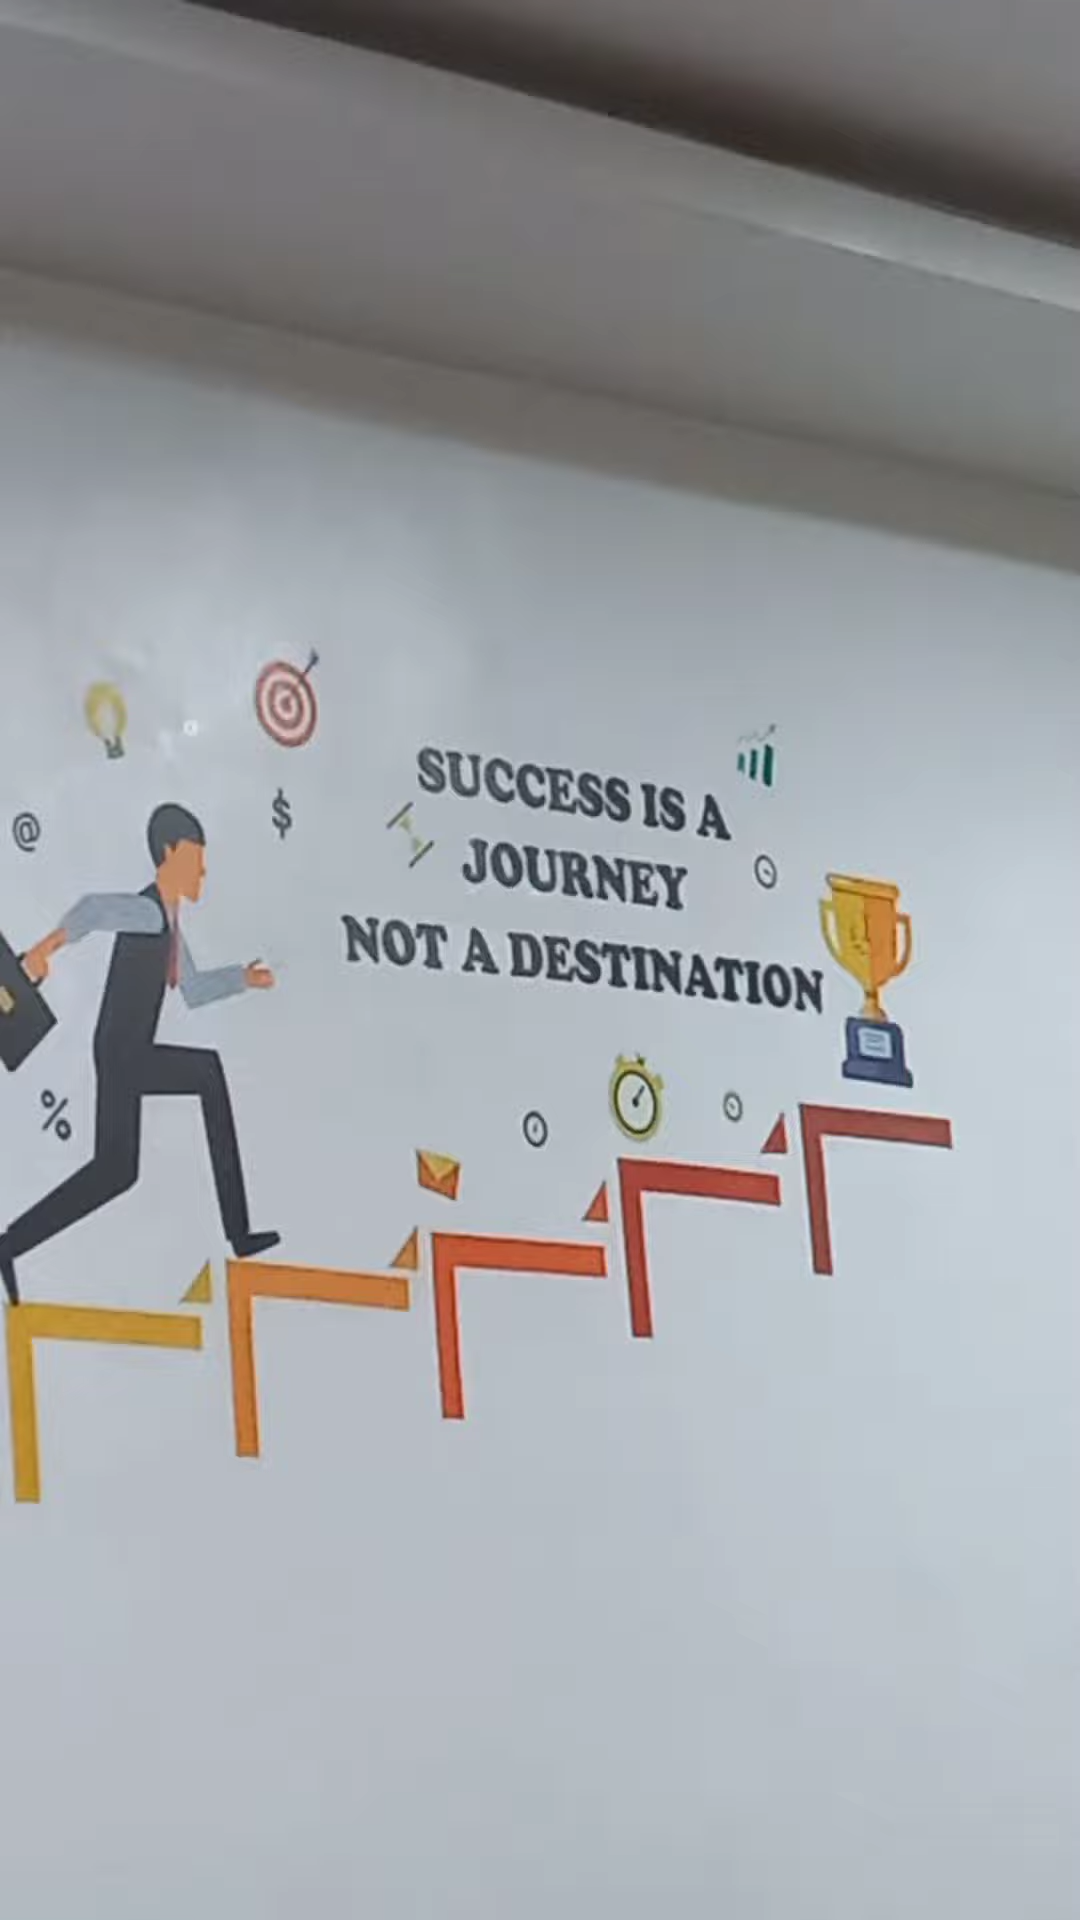 SUCCESS IS A
JOURNEY
NOT A DESTINATION
@
$
%